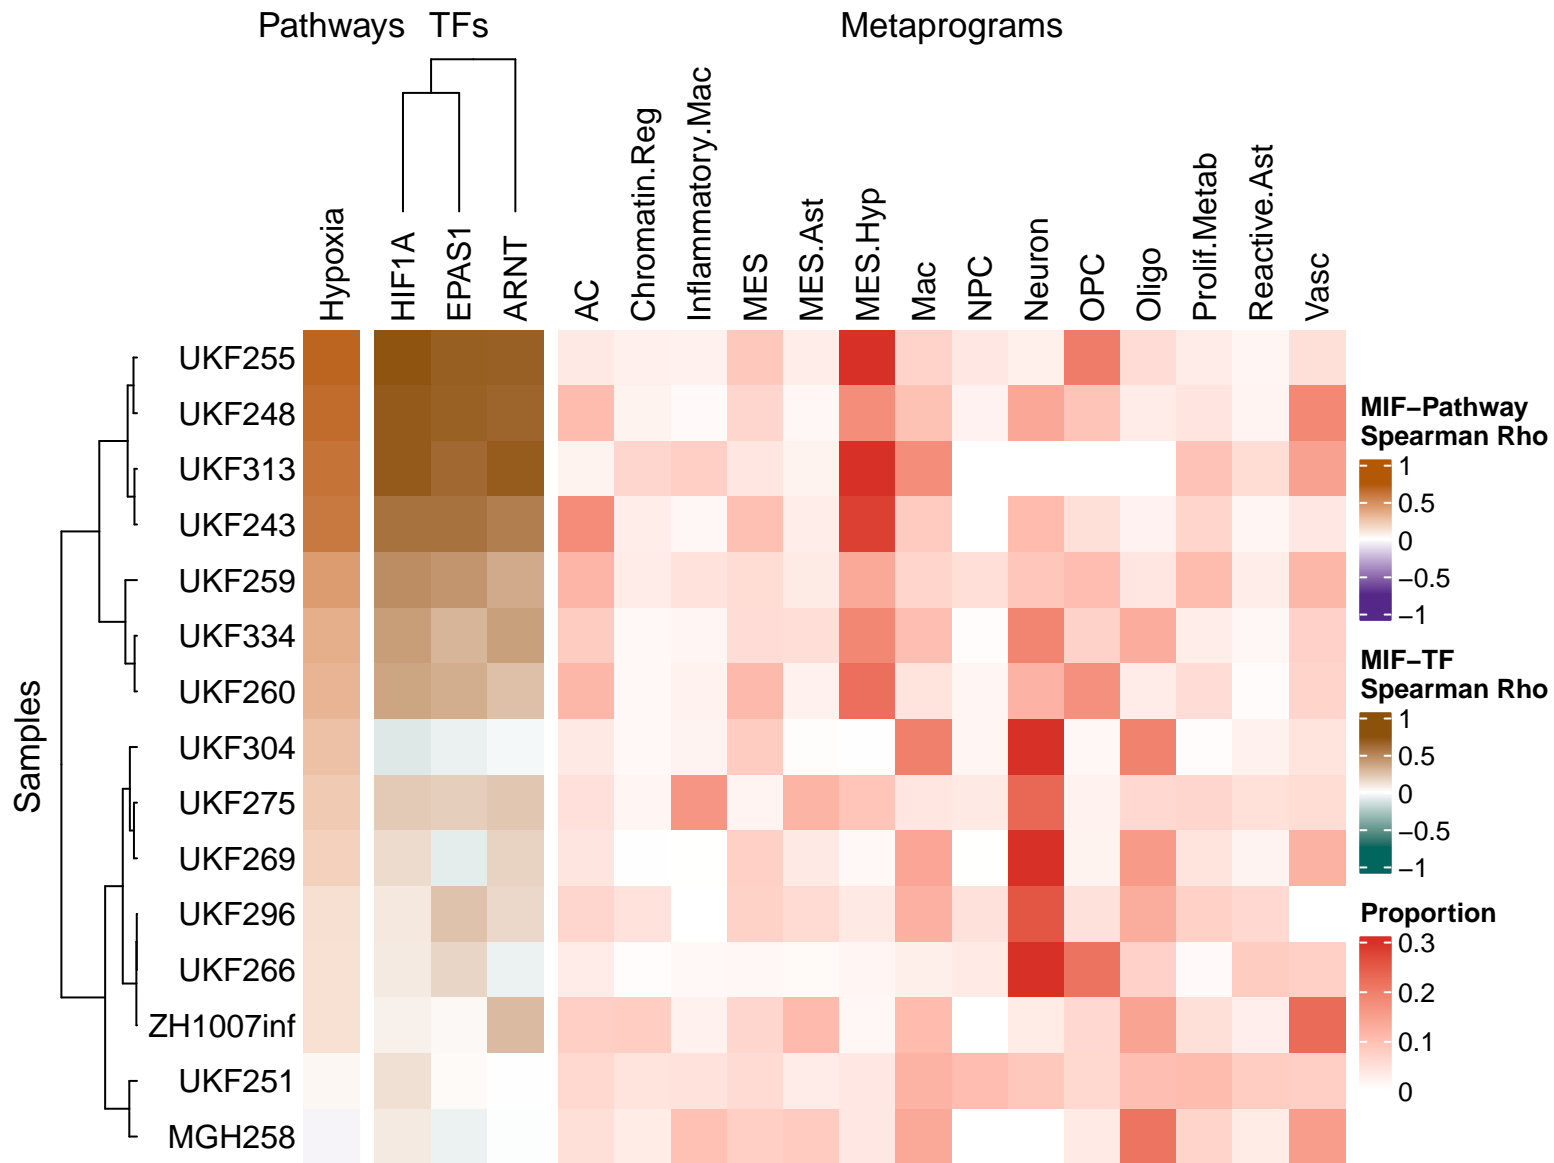 Pathways TFs Metaprograms
Hypoxia HIF1A EPAS1 ARNT AC Chromatin.Reg Inflammatory.Mac MES MES.Ast MES.Hyp Mac NPC Neuron OPC Oligo Prolif.Metab Reactive.Ast Vasc
Samples
UKF255
UKF248
UKF313
UKF243
UKF259
UKF334
UKF260
UKF304
UKF275
UKF269
UKF296
UKF266
ZH1007inf
UKF251
MGH258
MIF−Pathway
Spearman Rho
1
0.5
0
−0.5
−1
MIF−TF
Spearman Rho
1
0.5
0
−0.5
−1
Proportion
0.3
0.2
0.1
0